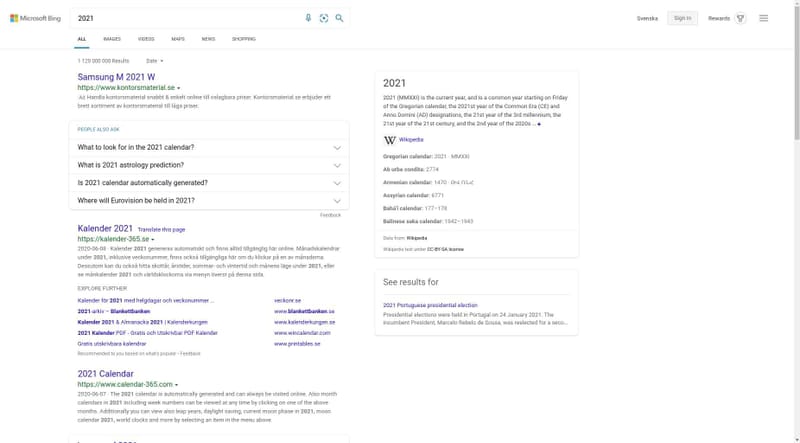 Microsoft Bing
2021
Svenska
Sign in
Rewards
ALL
IMAGES
VIDEOS
MAPS
NEWS
SHOPPING
1 120 000 000 Results
Date
Samsung M 2021 W
https://www.kontorsmaterial.se
Ad Handla kontorsmaterial snabbt & enkelt online till oslagbara priser. Kontorsmaterial.se erbjuder ett
brett sortiment av kontorsmaterial till låga priser.
PEOPLE ALSO ASK
What to look for in the 2021 calendar?
What is 2021 astrology prediction?
Is 2021 calendar automatically generated?
Where will Eurovision be held in 2021?
Feedback
Kalender 2021 Translate this page
https://kalender-365.se
2020-06-08 · Kalender 2021 genereras automatiskt och finns alltid tillgänglig här online. Månadskalendrar
under 2021, inklusive veckonummer, finns också tillgängliga här om du klickar på en av månaderna.
Dessutom kan du också hitta skottår, årstider, sommar- och vintertid och månens läge under 2021, eller
se månkalender 2021 och världsklockorna via menyn överst på denna sida.
EXPLORE FURTHER
Kalender för 2021 med helgdagar och veckonummer ...
veckonr.se
2021-arkiv – Blankettbanken
www.blankettbanken.se
Kalender 2021 & Almanacka 2021 | Kalenderkungen
www.kalenderkungen.se
2021 Kalender PDF - Gratis och Utskrivbar PDF Kalender
www.wincalendar.com
Gratis utskrivbara kalendrar
www.printables.se
Recommended to you based on what's popular · Feedback
2021 Calendar
https://www.calendar-365.com
2020-06-07 · The 2021 calendar is automatically generated and can always be visited online. Also month
calendars in 2021 including week numbers can be viewed at any time by clicking on one of the above
months. Additionally you can view also leap years, daylight saving, current moon phase in 2021, moon
calendar 2021, world clocks and more by selecting an item in the menu above.
2021
2021 (MMXXI) is the current year, and is a common year starting on Friday
of the Gregorian calendar, the 2021st year of the Common Era (CE) and
Anno Domini (AD) designations, the 21st year of the 3rd millennium, the
21st year of the 21st century, and the 2nd year of the 2020s ...
W Wikipedia
Gregorian calendar: 2021 · MMXXI
Ab urbe condita: 2774
Armenian calendar: 1470 · ԹՎ ՌՆՀ
Assyrian calendar: 6771
Bahá'í calendar: 177–178
Balinese saka calendar: 1942–1943
Data from: Wikipedia
Wikipedia text under CC-BY-SA license
See results for
2021 Portuguese presidential election
Presidential elections were held in Portugal on 24 January 2021. The
incumbent President, Marcelo Rebelo de Sousa, was reelected for a seco...